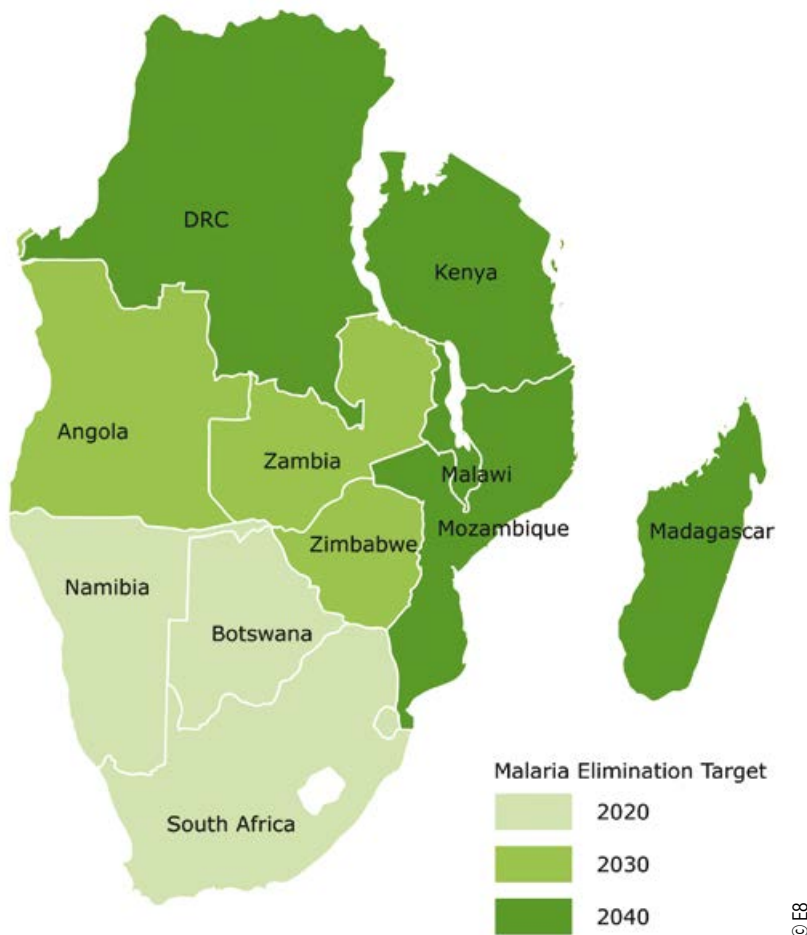 DRC
Kenya
Angola
Zambia
Malawi
Mozambique
Madagascar
Zimbabwe
Namibia
Botswana
South Africa
Malaria Elimination Target
2020
2030
2040
© E8